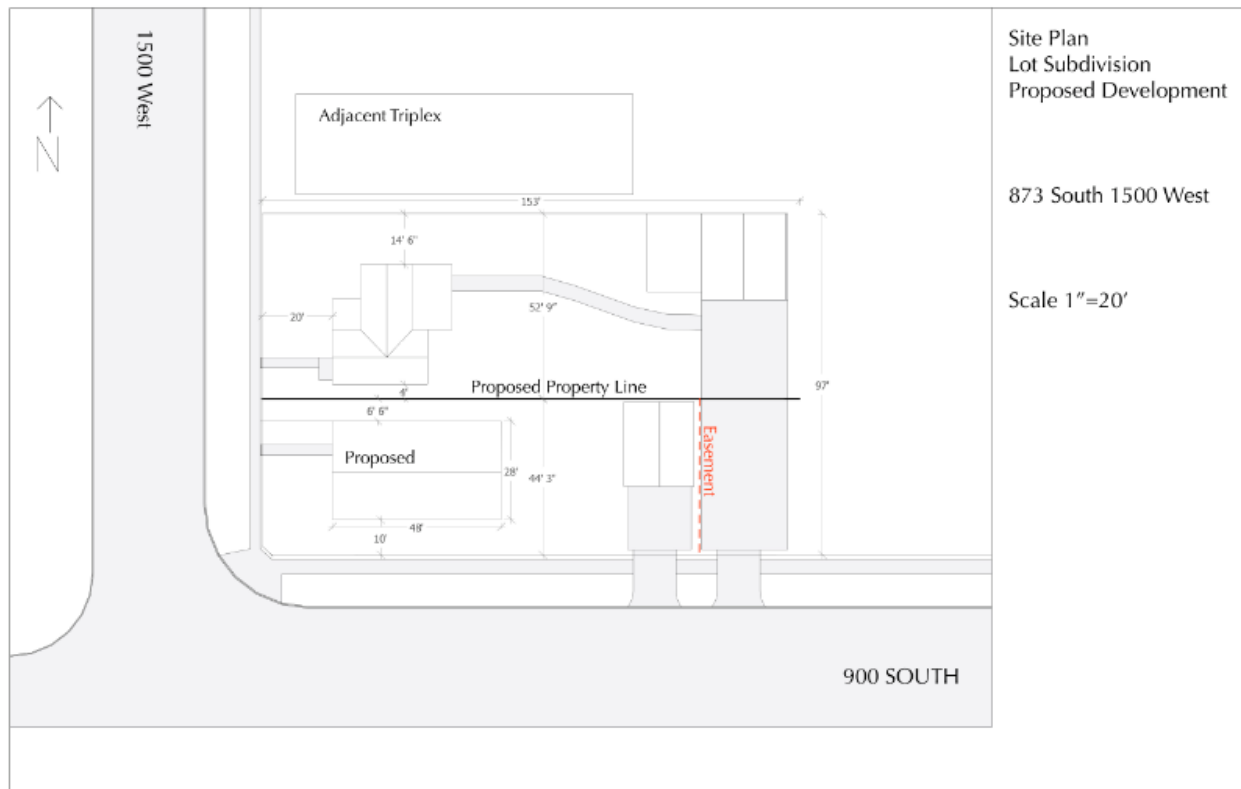 1500 West
N
Site Plan
Lot Subdivision
Proposed Development
873 South 1500 West
Scale 1”=20’
Adjacent Triplex
153'
14' 6"
20'
52' 9"
97'
4'
Proposed Property Line
6' 6"
Proposed
28'
44' 3"
48'
10'
Easement
900 SOUTH